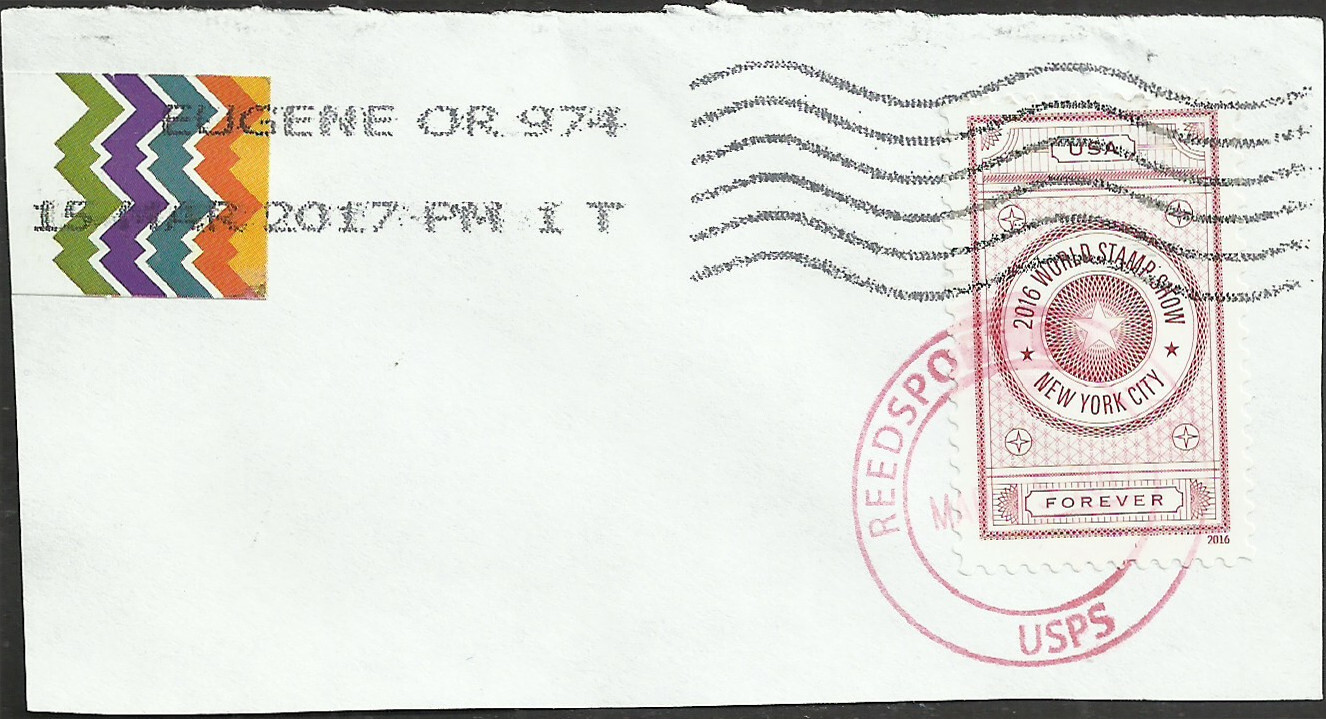 EUGENE OR 974
15 MAR 2017 PM 1 T
USA
2016 WORLD STAMP SHOW
NEW YORK CITY
FOREVER
2016
REEDSPO
USPS